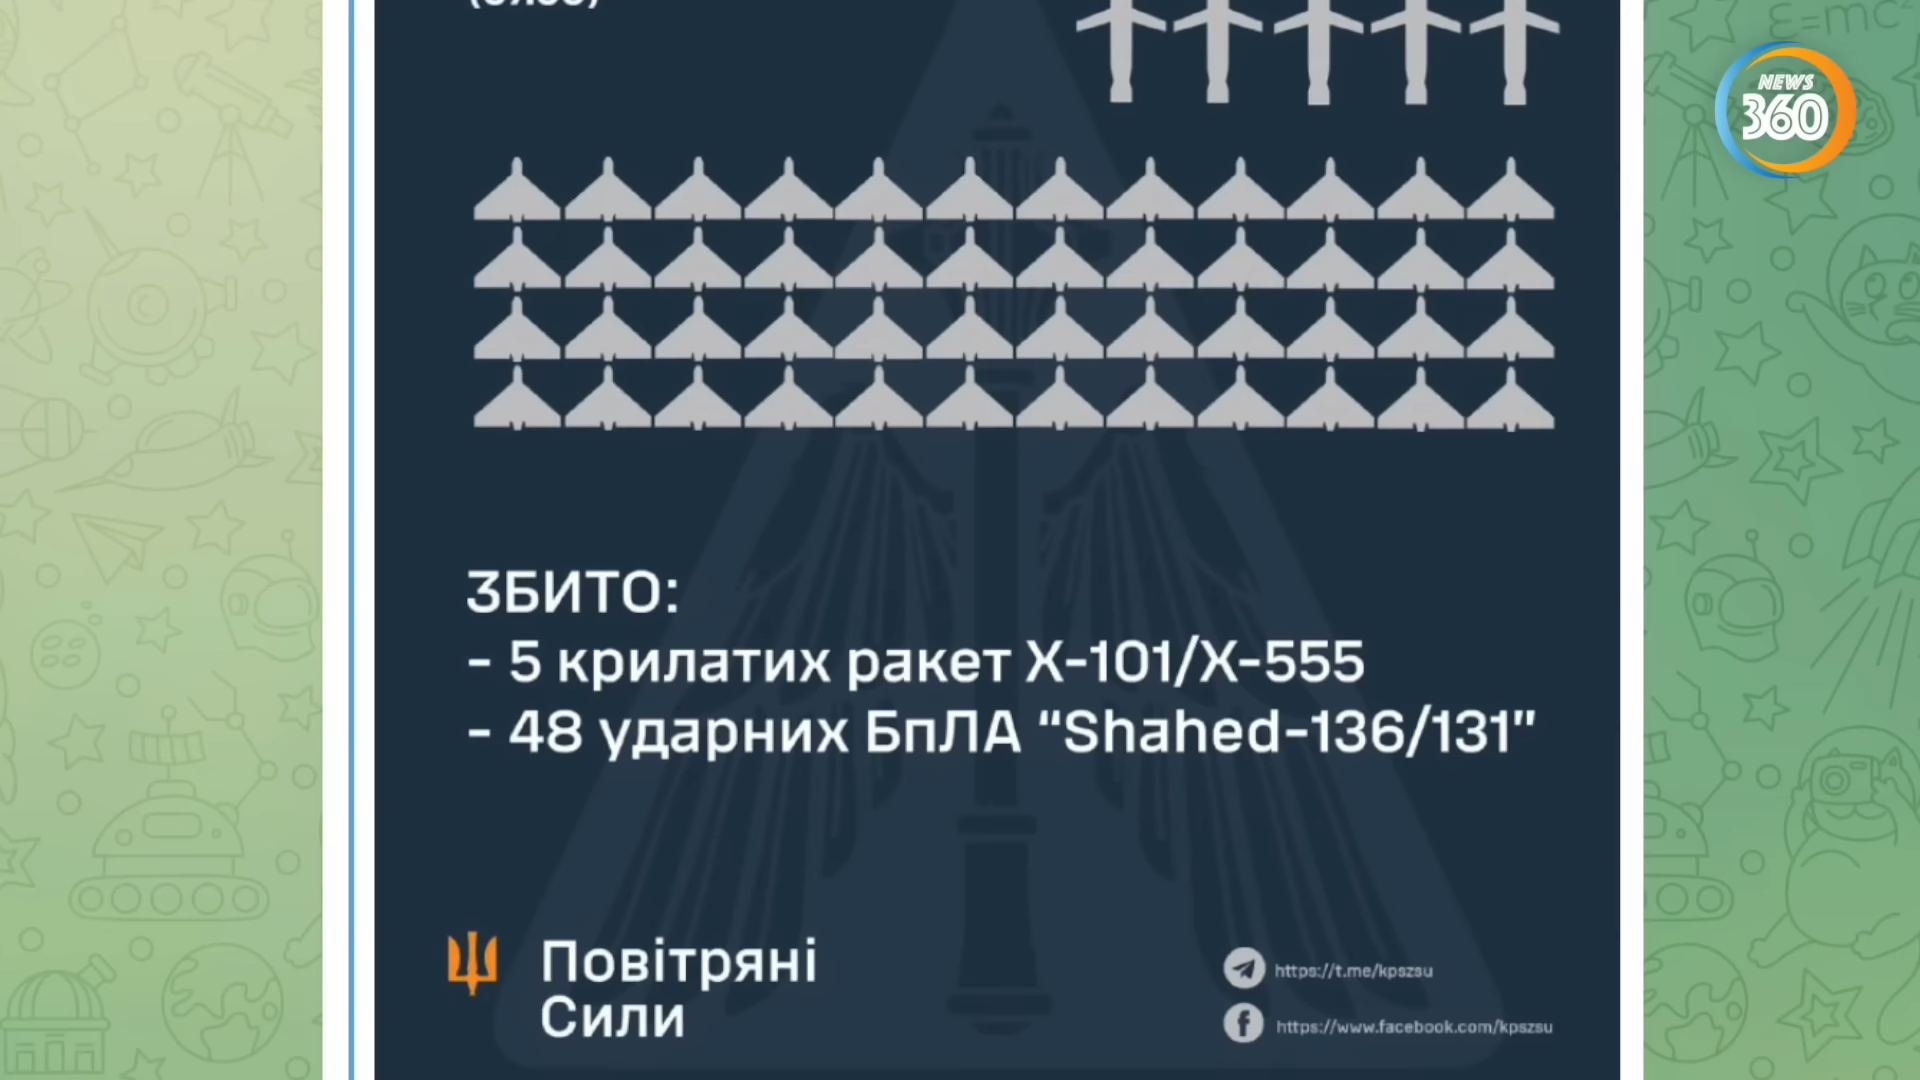 ε=mc²
NEWS
360
ЗБИТО:
- 5 крилатих ракет Х-101/Х-555
- 48 ударних БпЛА “Shahed-136/131”
Повітряні
Сили
https://t.me/kpszsu
https://www.facebook.com/kpszsu